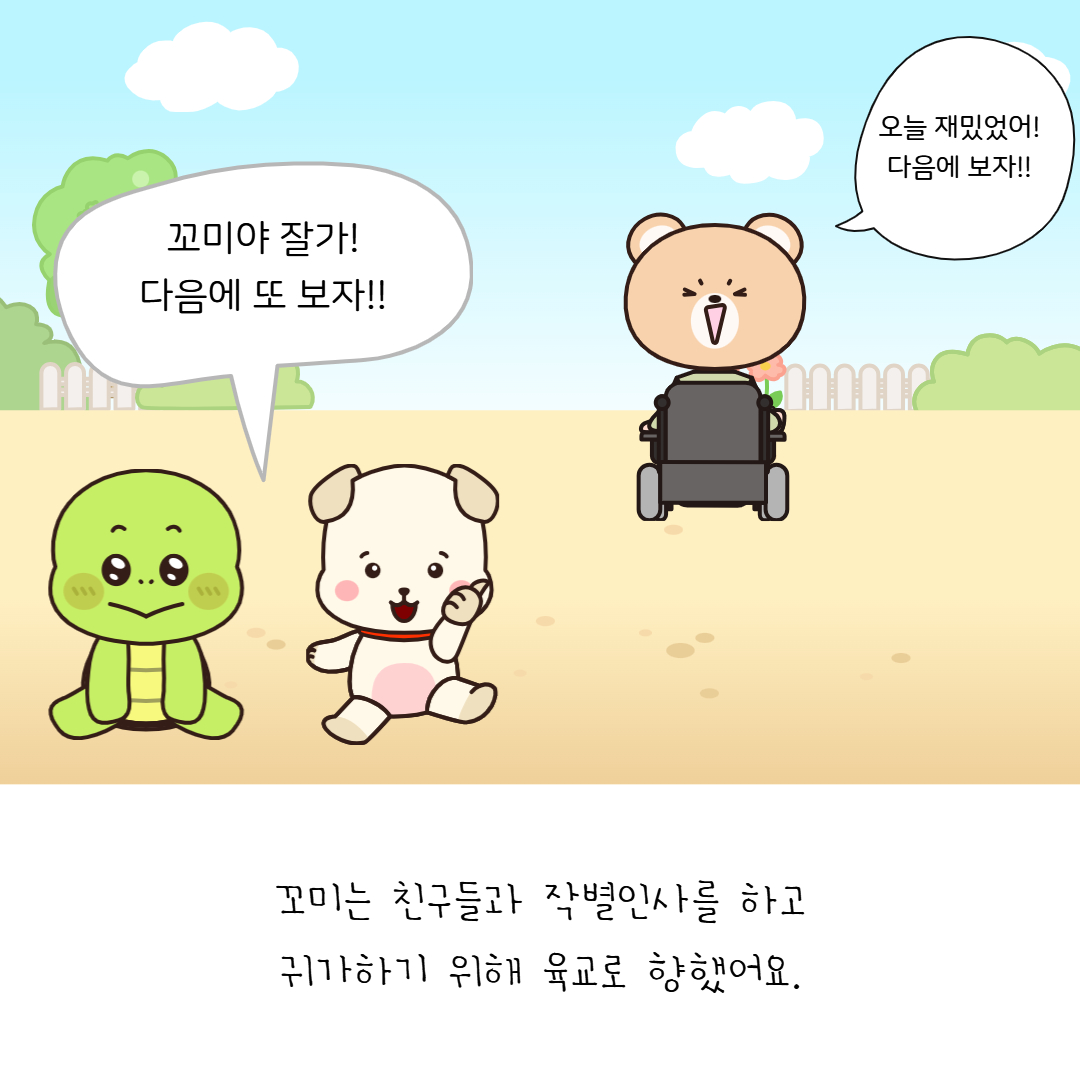 꼬미야 잘가!
다음에 또 보자!!
오늘 재밌었어!
다음에 보자!!
꼬미는 친구들과 작별인사를 하고
귀가하기 위해 육교로 향했어요.